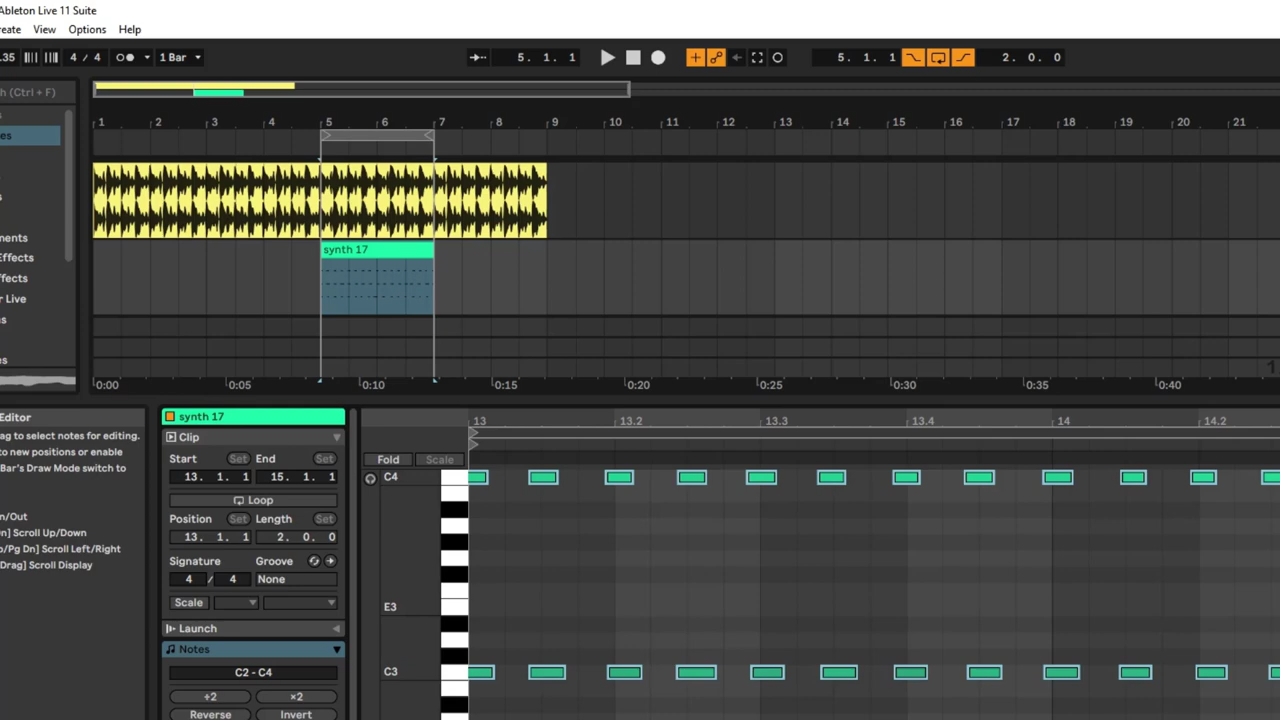 Ableton Live 11 Suite
reate View Options Help
.35 4 / 4 1 Bar 5. 1. 1 5. 1. 1 2. 0. 0
h (Ctrl + F)
1 2 3 4 5 6 7 8 9 10 11 12 13 14 15 16 17 18 19 20 21
s
es
s
ments
Effects
ffects
r Live
s
es
synth 17
1
0:00 0:05 0:10 0:15 0:20 0:25 0:30 0:35 0:40
Editor
ag to select notes for editing.
to new positions or enable
Bar's Draw Mode switch to
n/Out
n] Scroll Up/Down
o/Pg Dn] Scroll Left/Right
Drag] Scroll Display
synth 17
Clip
Start Set End Set
13. 1. 1 15. 1. 1
Loop
Position Set Length Set
13. 1. 1 2. 0. 0
Signature Groove
4 / 4 None
Scale
Launch
Notes
C2 - C4
÷2 ×2
Reverse Invert
13 13.2 13.3 13.4 14 14.2
Fold Scale
C4
E3
C3